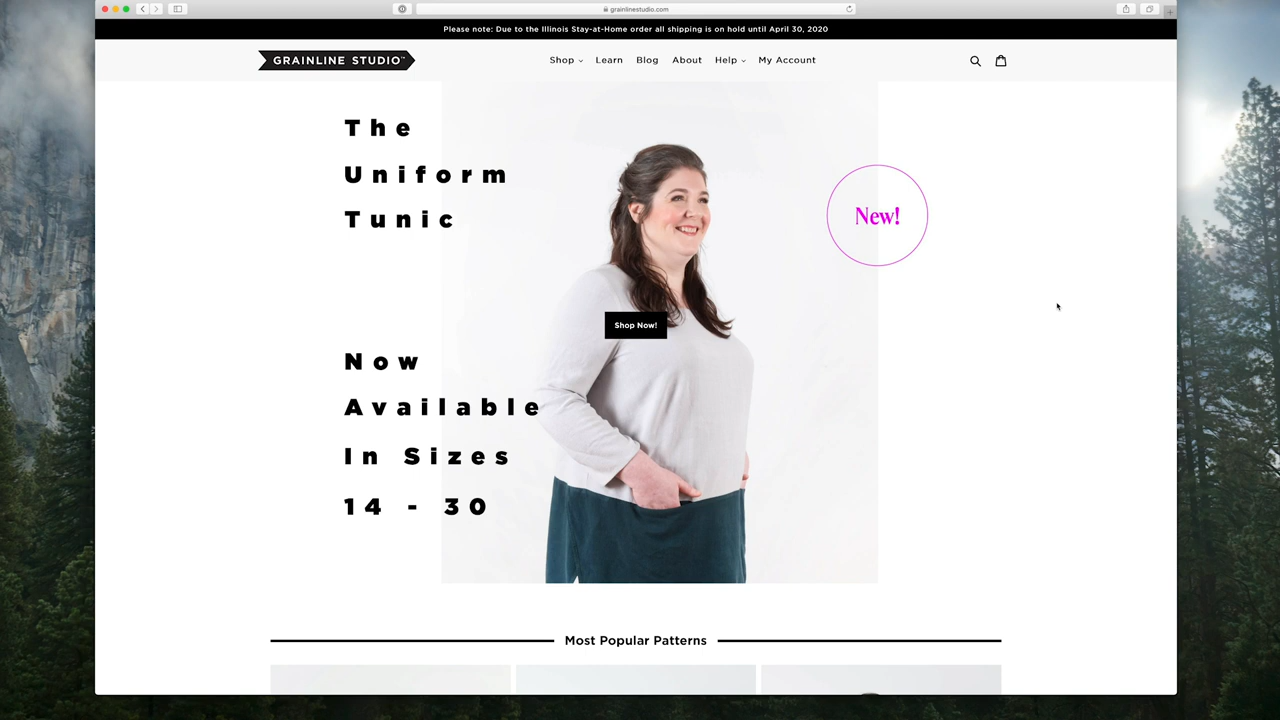 grainlinestudio.com
Please note: Due to the Illinois Stay-at-Home order all shipping is on hold until April 30, 2020
GRAINLINE STUDIO™
Shop Learn Blog About Help My Account
The
Uniform
Tunic
New!
Shop Now!
Now
Available
In Sizes
14 - 30
Most Popular Patterns